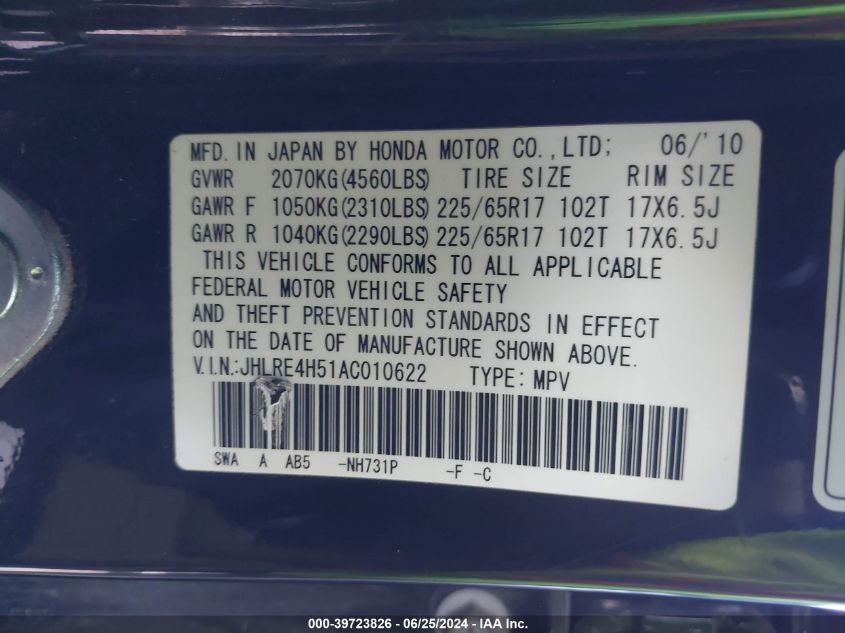 MFD. IN JAPAN BY HONDA MOTOR CO.,LTD; 06/'10
GVWR 2070KG(4560LBS) TIRE SIZE RIM SIZE
GAWR F 1050KG(2310LBS) 225/65R17 102T 17X6.5J
GAWR R 1040KG(2290LBS) 225/65R17 102T 17X6.5J
THIS VEHICLE CONFORMS TO ALL APPLICABLE
FEDERAL MOTOR VEHICLE SAFETY
AND THEFT PREVENTION STANDARDS IN EFFECT
ON THE DATE OF MANUFACTURE SHOWN ABOVE.
V.I.N.:JHLRE4H51AC010622 TYPE: MPV
SWA A AB5 -NH731P -F -C
000-39723826 - 06/25/2024 - IAA Inc.